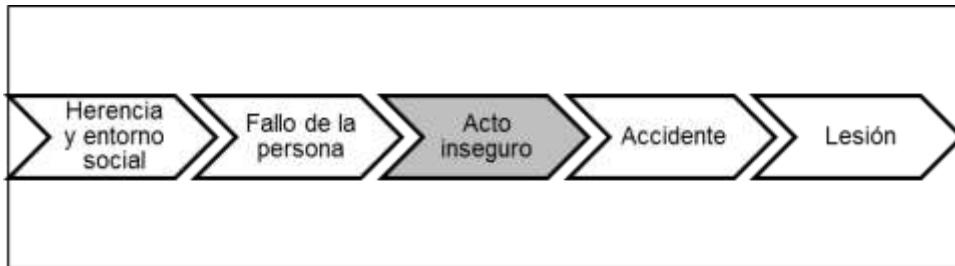 Herencia
y entorno
social
Fallo de la
persona
Acto
inseguro
Accidente
Lesión